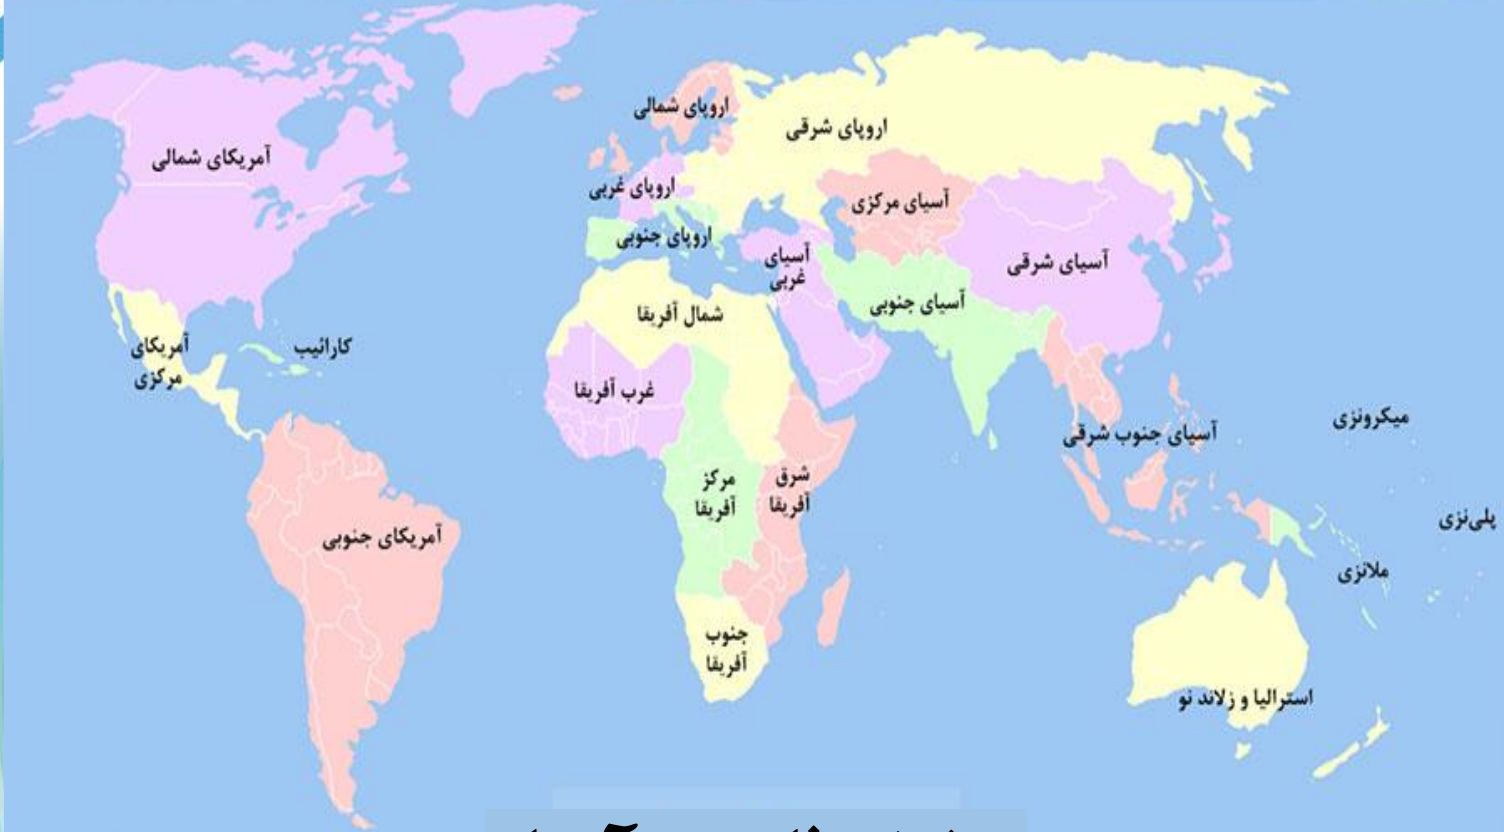 اروپای شمالی
اروپای شرقی
آمریکای شمالی
اروپای غربی
آسیای مرکزی
اروپای جنوبی
آسیای
غربی
آسیای شرقی
آسیای جنوبی
شمال آفریقا
آمریکای
مرکزی
کارائیب
غرب آفریقا
میکرونزی
آسیای جنوب شرقی
مرکز
آفریقا
شرق
آفریقا
پلی‌نزی
آمریکای جنوبی
ملانزی
جنوب
آفریقا
استرالیا و زلاند نو